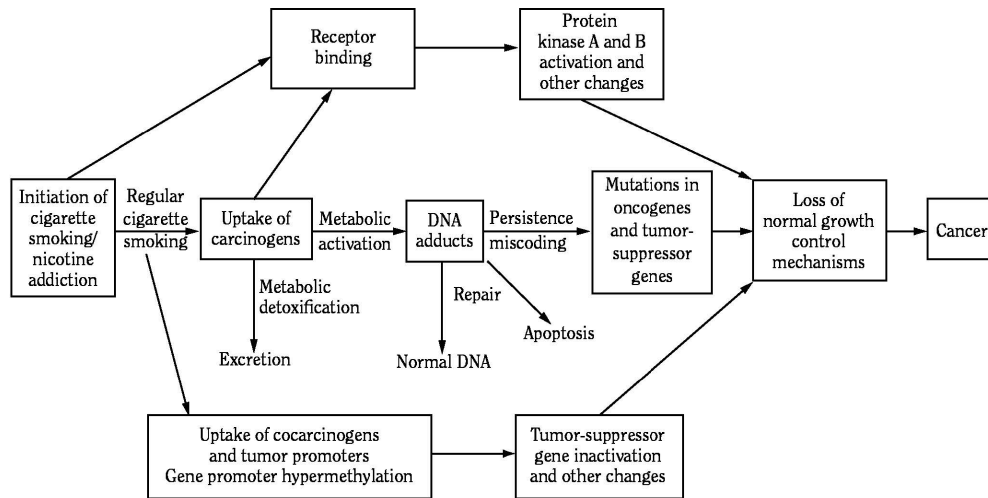 Receptor
binding
Protein
kinase A and B
activation and
other changes
Initiation of
cigarette
smoking/
nicotine
addiction
Regular
cigarette
smoking
Uptake of
carcinogens
Metabolic
activation
DNA
adducts
Persistence
miscoding
Mutations in
oncogenes
and tumor-
suppressor
genes
Loss of
normal growth
control
mechanisms
Cancer
Metabolic
detoxification
Excretion
Repair
Apoptosis
Normal DNA
Uptake of cocarcinogens
and tumor promoters
Gene promoter hypermethylation
Tumor-suppressor
gene inactivation
and other changes